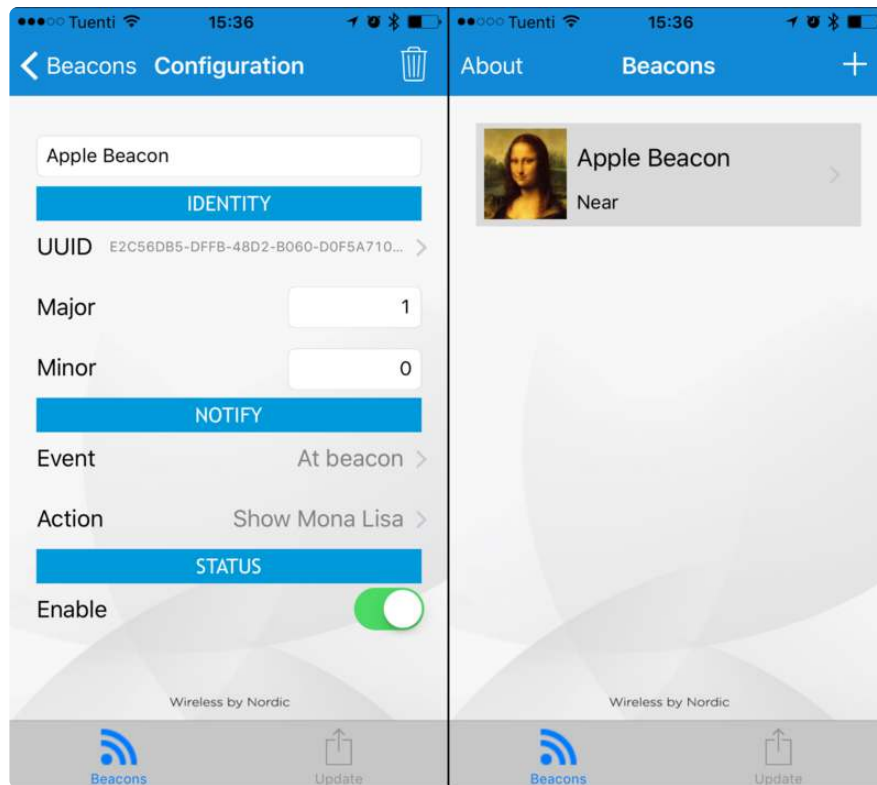 Tuenti 15:36
Beacons Configuration
Apple Beacon
IDENTITY
UUID E2C56DB5-DFFB-48D2-B060-D0F5A710...
Major 1
Minor 0
NOTIFY
Event At beacon
Action Show Mona Lisa
STATUS
Enable
Wireless by Nordic
Beacons Update
Tuenti 15:36
About Beacons
Apple Beacon
Near
Wireless by Nordic
Beacons Update